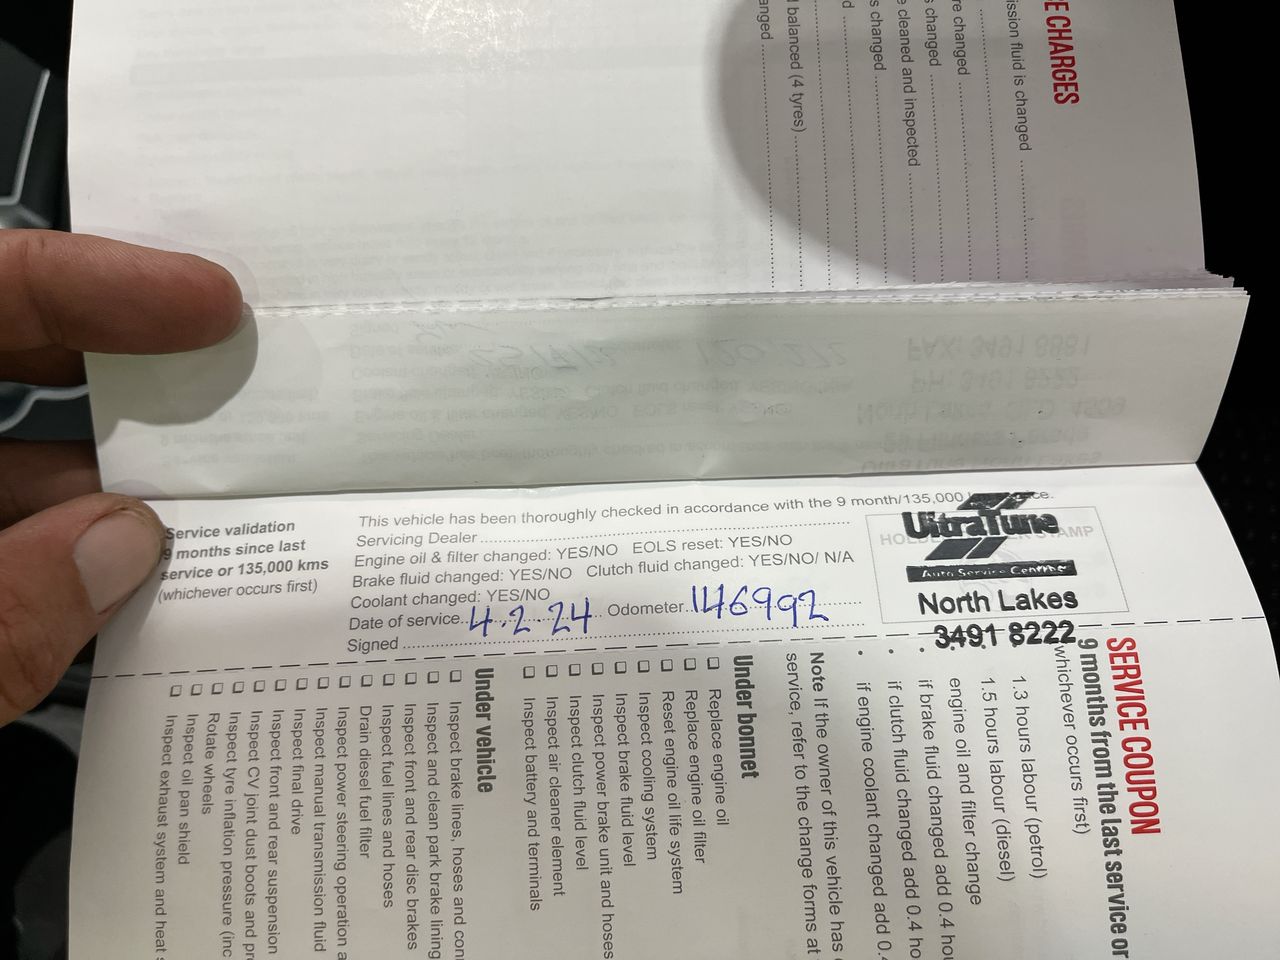 E CHARGES
ission fluid is changed
re changed
s changed
e cleaned and inspected
s changed
d
l balanced (4 tyres)
anged
Service validation
9 months since last
service or 135,000 kms
(whichever occurs first)
This vehicle has been thoroughly checked in accordance with the 9 month/135,000
Servicing Dealer
Engine oil & filter changed: YES/NO EOLS reset: YES/NO
Brake fluid changed: YES/NO Clutch fluid changed: YES/NO/ N/A
Coolant changed: YES/NO
Date of service 4.2.24 Odometer 146992
Signed
UltraTune
Auto Service Centre
North Lakes
3491 8222
SERVICE COUPON
9 months from the last service or
whichever occurs first)
1.3 hours labour (petrol)
1.5 hours labour (diesel)
engine oil and filter change
if brake fluid changed add 0.4 hou
if clutch fluid changed add 0.4 ho
if engine coolant changed add 0.4
Note If the owner of this vehicle has
service, refer to the change forms at
Under bonnet
Replace engine oil
Replace engine oil filter
Reset engine oil life system
Inspect cooling system
Inspect brake fluid level
Inspect power brake unit and hoses
Inspect clutch fluid level
Inspect air cleaner element
Inspect battery and terminals
Under vehicle
Inspect brake lines, hoses and con
Inspect and clean park brake lining
Inspect front and rear disc brakes
Inspect fuel lines and hoses
Drain diesel fuel filter
Inspect power steering operation a
Inspect manual transmission fluid
Inspect final drive
Inspect front and rear suspension
Inspect CV joint dust boots and pr
Inspect tyre inflation pressure (inc
Rotate wheels
Inspect oil pan shield
Inspect exhaust system and heat s